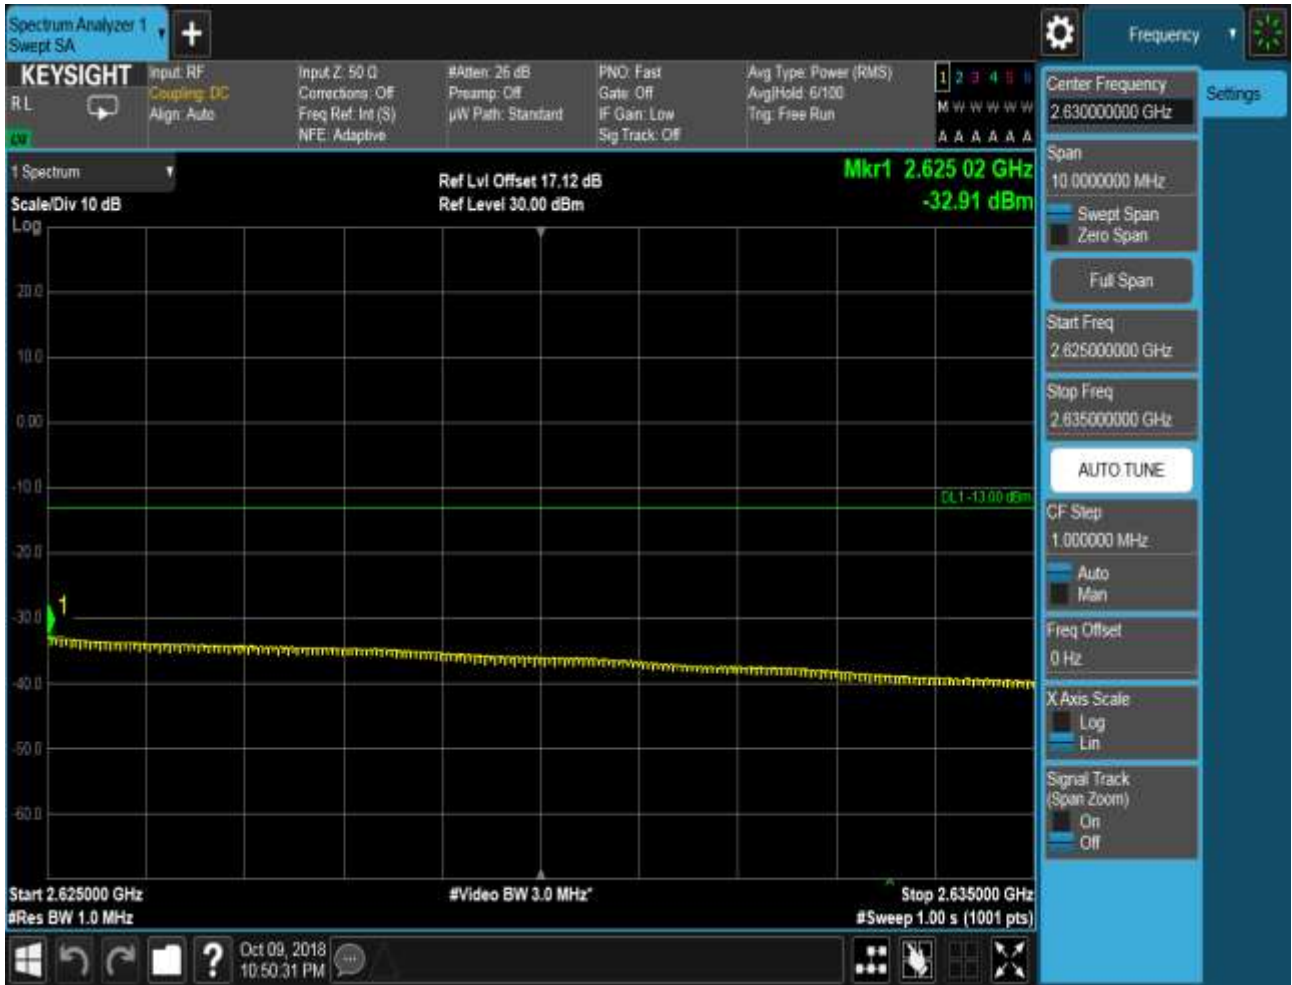 Spectrum Analyzer 1
Swept SA
+
Frequency
KEYSIGHT
Input: RF
Coupling: DC
Align: Auto
Input Z: 50 Ω
Corrections: Off
Freq Ref: Int (S)
NFE: Adaptive
#Atten: 26 dB
Preamp: Off
µW Path: Standard
PNO: Fast
Gate: Off
IF Gain: Low
Sig Track: Off
Avg Type: Power (RMS)
Avg|Hold: 6/100
Trig: Free Run
1 2 3 4 5 6
M W W W W W
A A A A A A
R L
1 Spectrum
Scale/Div 10 dB
Log
Ref Lvl Offset 17.12 dB
Ref Level 30.00 dBm
Mkr1 2.625 02 GHz
-32.91 dBm
20.0
10.0
0.00
-10.0
DL1 -13.00 dBm
-20.0
1
-30.0
-40.0
-50.0
-60.0
Start 2.625000 GHz
#Res BW 1.0 MHz
#Video BW 3.0 MHz*
Stop 2.635000 GHz
#Sweep 1.00 s (1001 pts)
?
Oct 09, 2018
10:50:31 PM
Center Frequency
2.630000000 GHz
Settings
Span
10.0000000 MHz
Swept Span
Zero Span
Full Span
Start Freq
2.625000000 GHz
Stop Freq
2.635000000 GHz
AUTO TUNE
CF Step
1.000000 MHz
Auto
Man
Freq Offset
0 Hz
X Axis Scale
Log
Lin
Signal Track
(Span Zoom)
On
Off